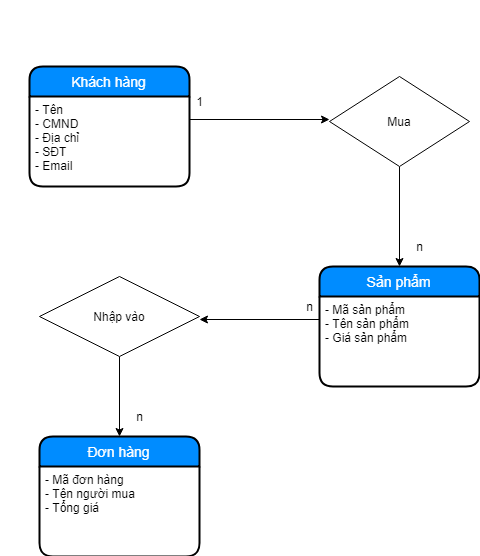 Khách hàng
1
- Tên
- CMND
- Địa chỉ
- SĐT
- Email
Mua
n
Sản phẩm
- Mã sản phẩm
- Tên sản phẩm
- Giá sản phẩm
n
Nhập vào
n
Đơn hàng
- Mã đơn hàng
- Tên người mua
- Tổng giá